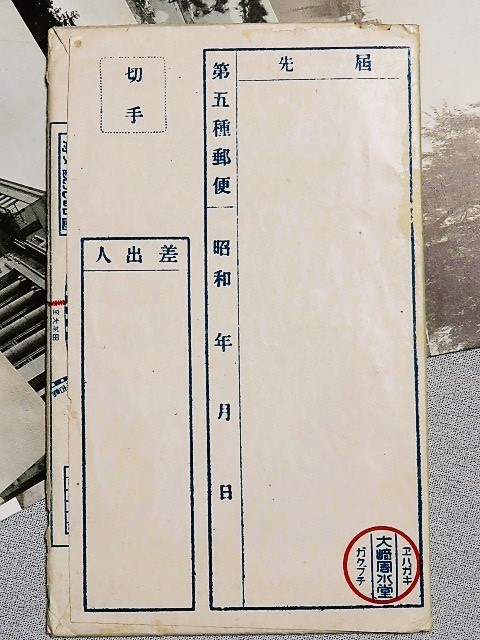 届先
第五種郵便
昭和 年 月 日
切手
差出人
ヱハガキ
大崎周水堂
ガクブチ